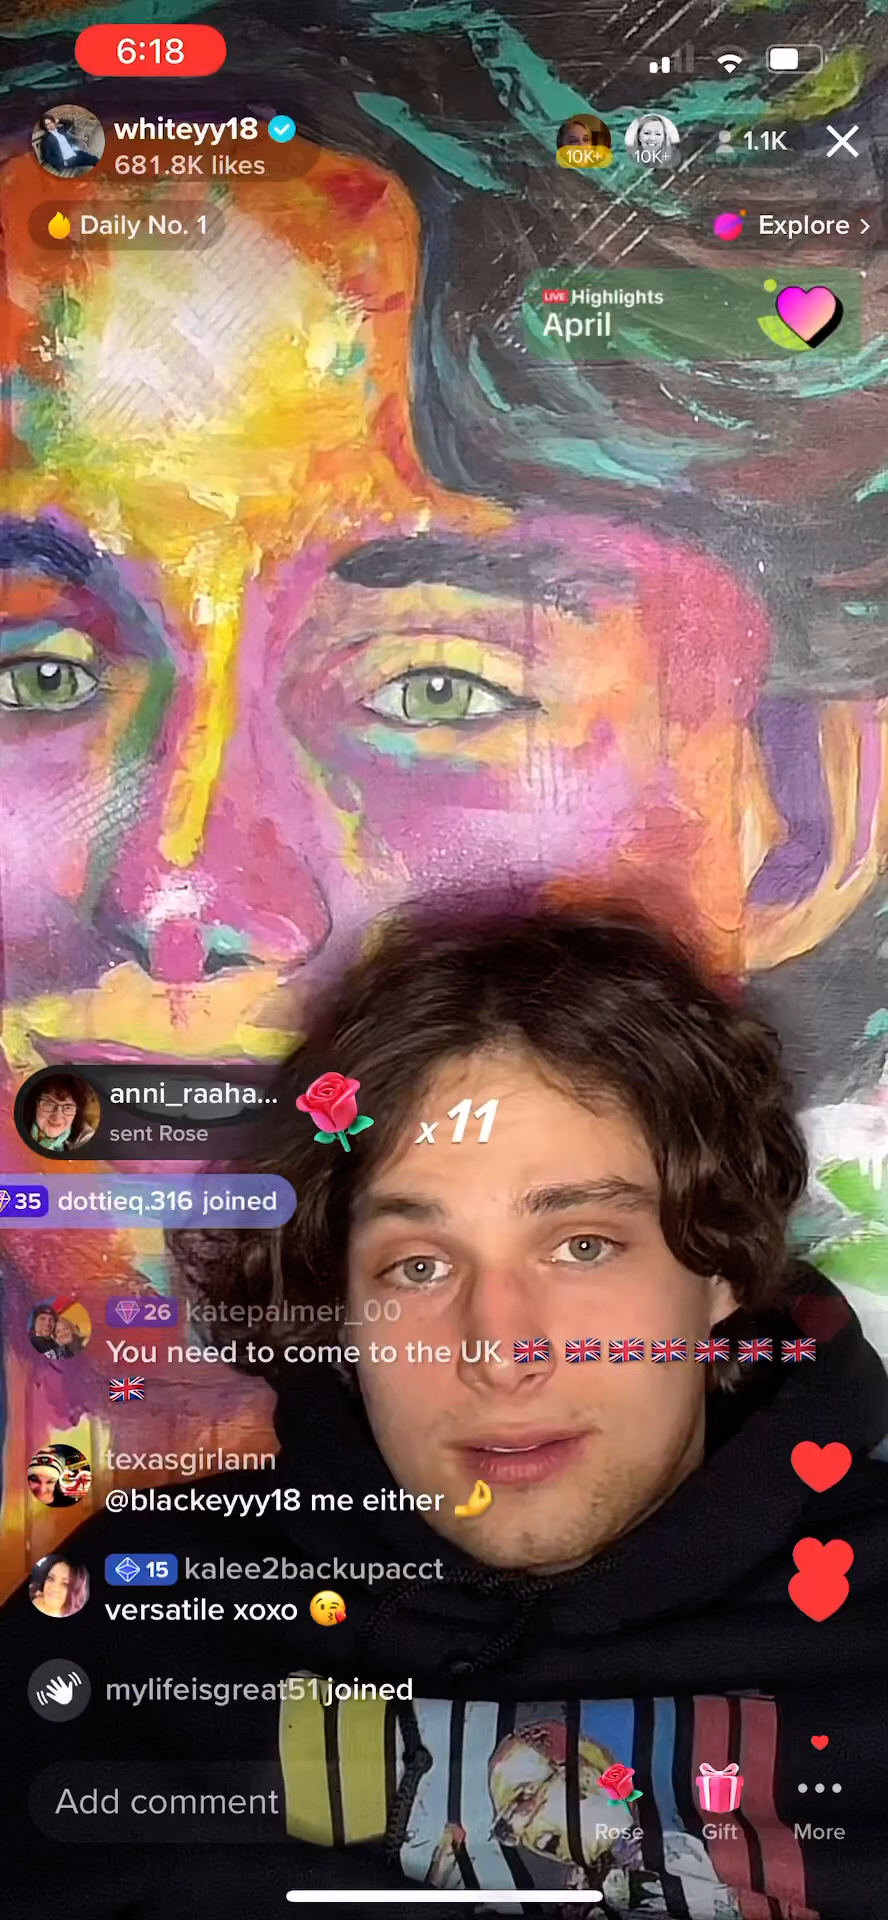 6:18
whiteyy18
681.8K likes
10K+
10K+
1.1K
Daily No. 1
Explore >
LIVE Highlights
April
anni_raaha...
sent Rose
x 11
35 dottieq.316 joined
26 katepalmer_00
You need to come to the UK 🇬🇧 🇬🇧 🇬🇧 🇬🇧 🇬🇧 🇬🇧 🇬🇧
🇬🇧
texasgirlann
@blackeyyy18 me either 🤌
15 kalee2backupacct
versatile xoxo 😘
mylifeisgreat51 joined
Add comment
Rose
Gift
More